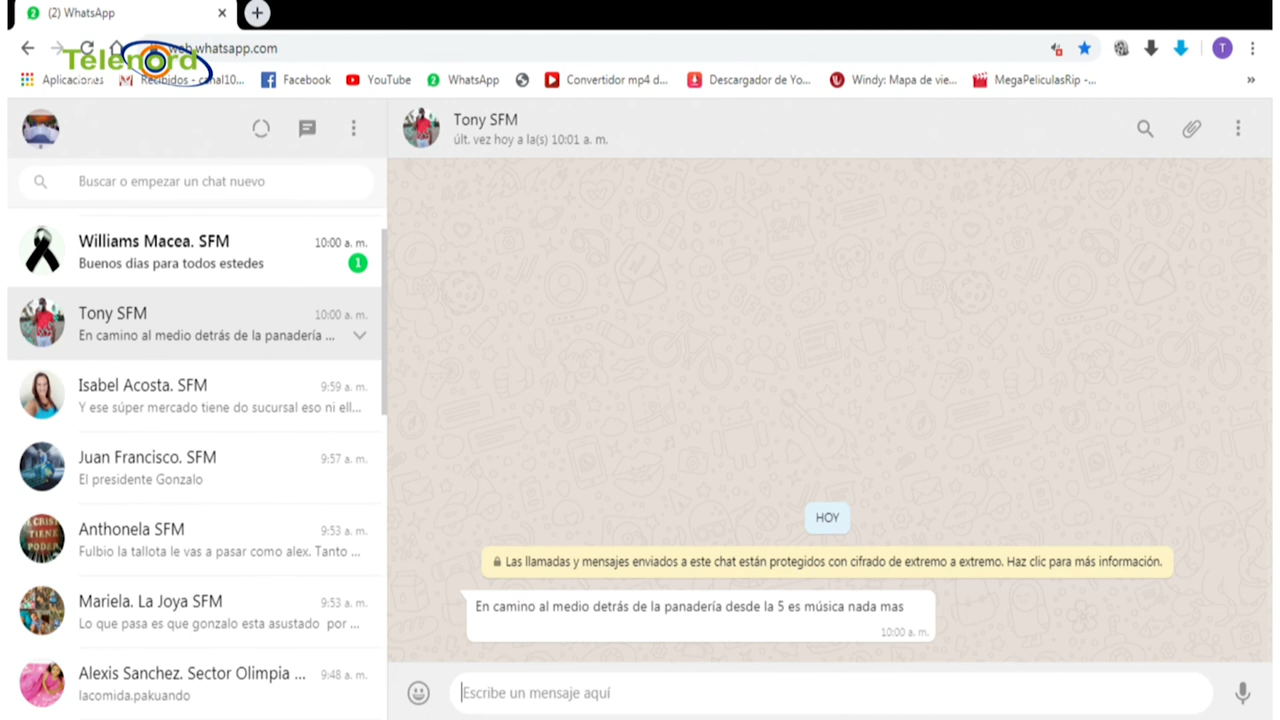 (2) WhatsApp
Telenord
web.whatsapp.com
T
Aplicaciones
Recibidos - canal10...
Facebook
YouTube
WhatsApp
Convertidor mp4 d...
Descargador de Yo...
Windy: Mapa de vie...
MegaPeliculasRip -...
Tony SFM
últ. vez hoy a la(s) 10:01 a. m.
Buscar o empezar un chat nuevo
Williams Macea. SFM
10:00 a. m.
Buenos dias para todos estedes
1
Tony SFM
10:00 a. m.
En camino al medio detrás de la panadería ...
Isabel Acosta. SFM
9:59 a. m.
Y ese súper mercado tiene do sucursal eso ni ell...
Juan Francisco. SFM
9:57 a. m.
El presidente Gonzalo
CRIST
TIENE
PODER
Anthonela SFM
9:53 a. m.
Fulbio la tallota le vas a pasar como alex. Tanto ...
Mariela. La Joya SFM
9:53 a. m.
Lo que pasa es que gonzalo esta asustado por ...
Alexis Sanchez. Sector Olimpia ...
9:48 a. m.
lacomida.pakuando
HOY
Las llamadas y mensajes enviados a este chat están protegidos con cifrado de extremo a extremo. Haz clic para más información.
En camino al medio detrás de la panadería desde la 5 es música nada mas
10:00 a. m.
Escribe un mensaje aquí